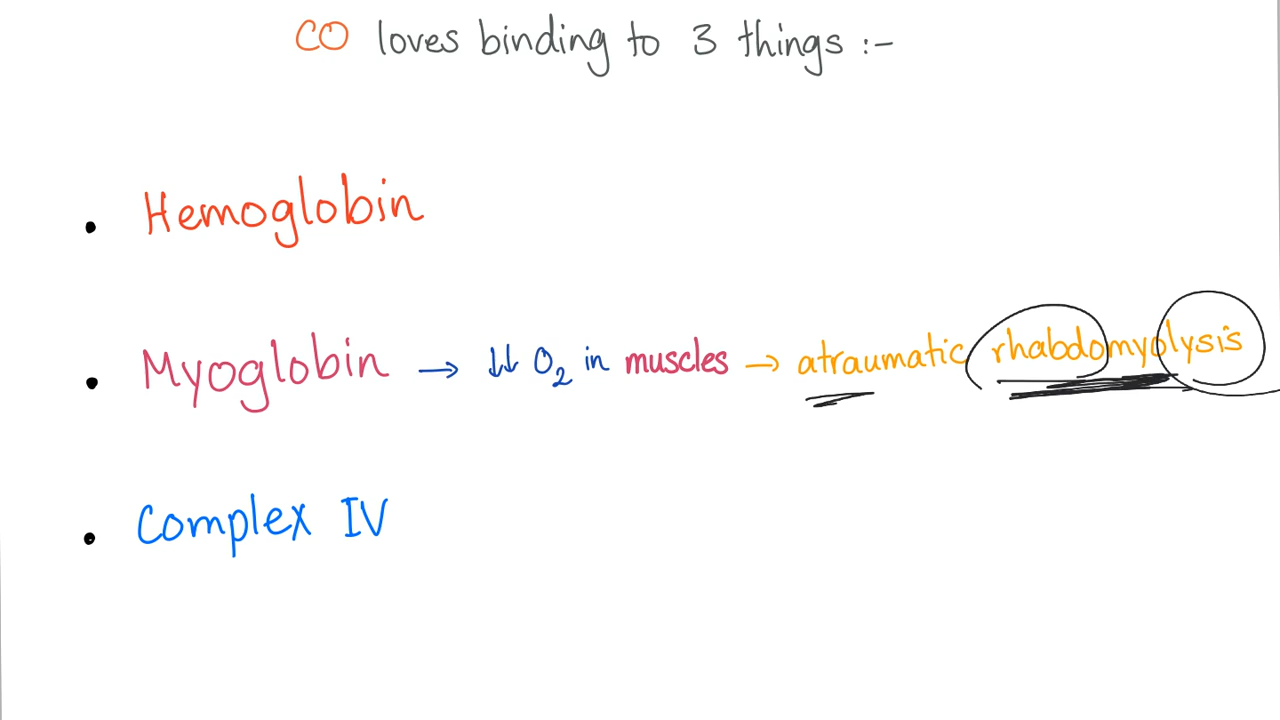 CO loves binding to 3 things :-
• Hemoglobin
• Myoglobin → ↓↓ O₂ in muscles → atraumatic rhabdomyolysis
• Complex IV